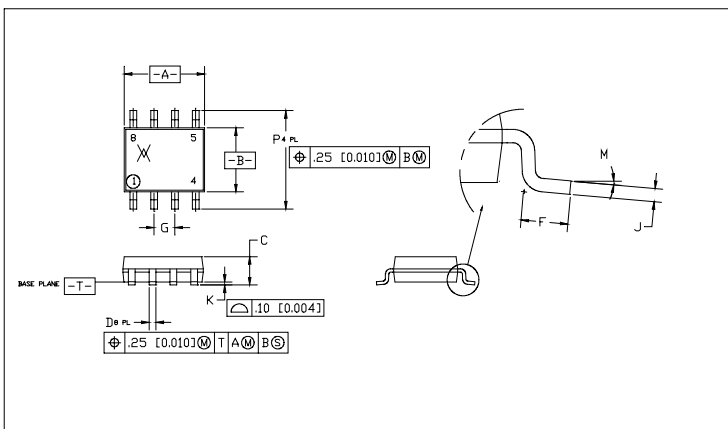 -A-
8 5
P 4 PL
-B-
⌖ .25 [0.010] Ⓜ B Ⓜ
① 4
G
M
F
J
C
BASE PLANE -T-
K
⌓ .10 [0.004]
D 8 PL
⌖ .25 [0.010] Ⓜ T A Ⓜ B Ⓢ